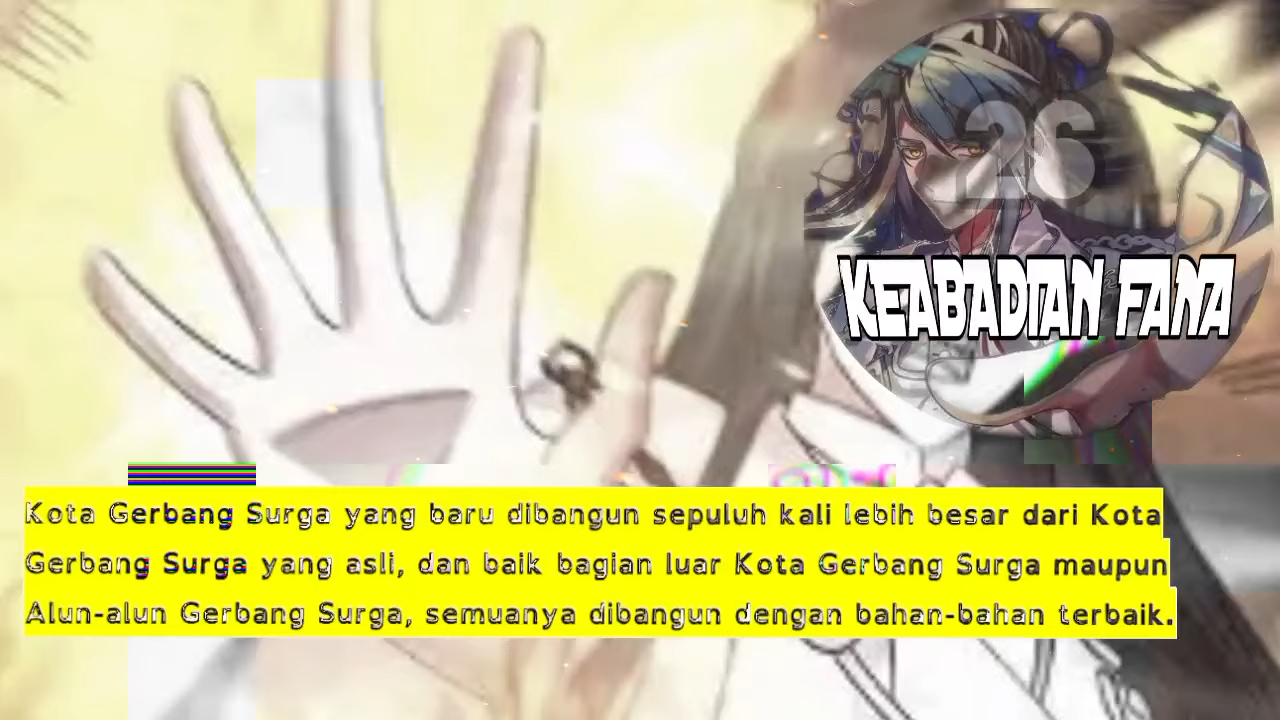 26
KEABADIAN FANA
Kota Gerbang Surga yang baru dibangun sepuluh kali lebih besar dari Kota
Gerbang Surga yang asli, dan baik bagian luar Kota Gerbang Surga maupun
Alun-alun Gerbang Surga, semuanya dibangun dengan bahan-bahan terbaik.